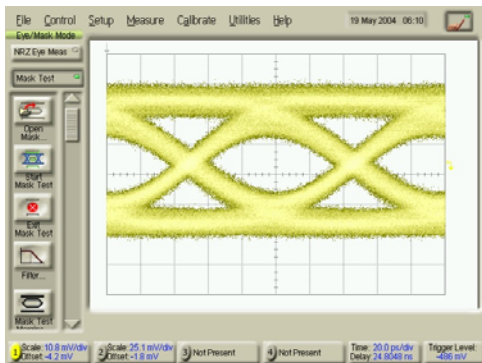 File Control Setup Measure Calibrate Utilities Help 19 May 2004 06:10
Eye/Mask Mode
NRZ Eye Meas
Mask Test
Open
Mask...
Start
Mask Test
Exit
Mask Test
Filter...
Mask Test
1 Scale: 10.8 mV/div
Offset: -4.2 mV
2 Scale: 25.1 mV/div
Offset: -1.8 mV
3 Not Present
4 Not Present
Time: 20.0 ps/div
Delay: 24.8048 ns
Trigger Level:
-486 mV